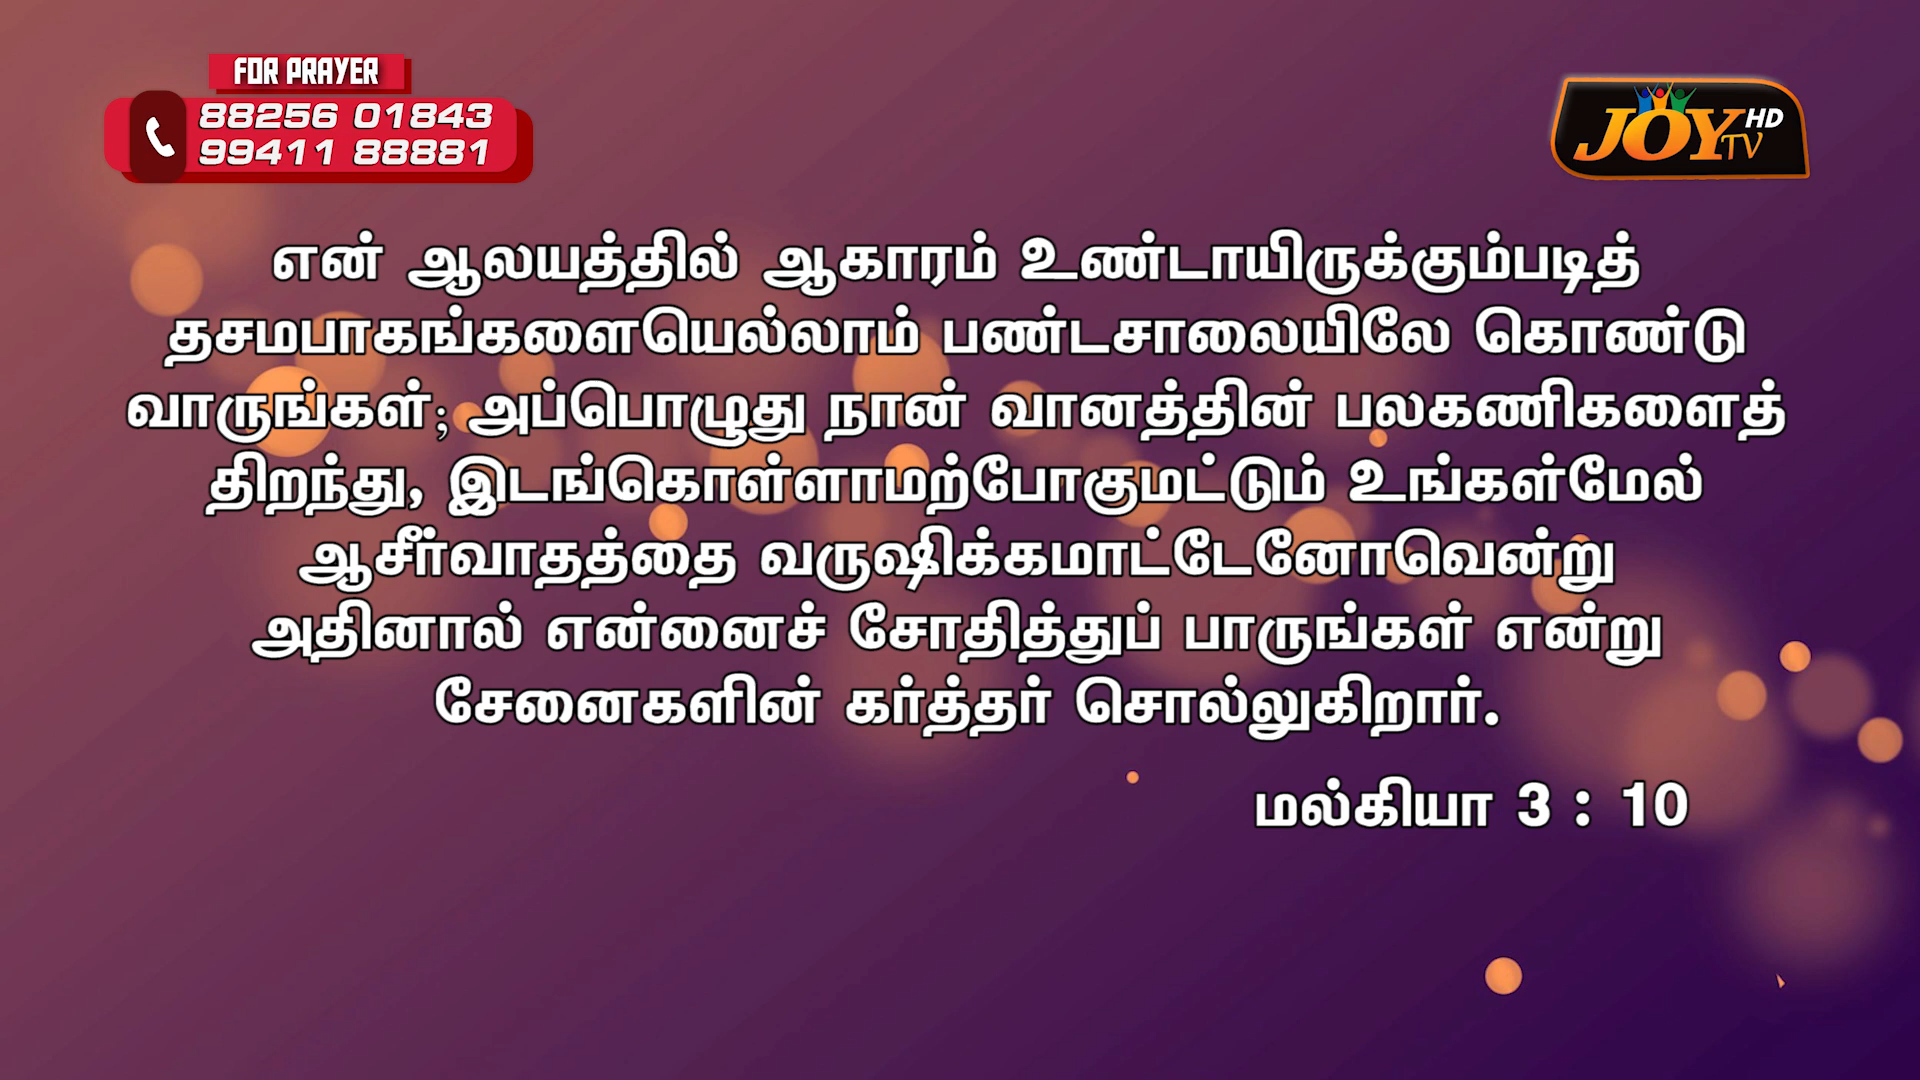 FOR PRAYER
88256 01843
99411 88881
JOY TV HD
என் ஆலயத்தில் ஆகாரம் உண்டாயிருக்கும்படித்
தசமபாகங்களையெல்லாம் பண்டசாலையிலே கொண்டு
வாருங்கள்; அப்பொழுது நான் வானத்தின் பலகணிகளைத்
திறந்து, இடங்கொள்ளாமற்போகுமட்டும் உங்கள்மேல்
ஆசீர்வாதத்தை வருஷிக்கமாட்டேனோவென்று
அதினால் என்னைச் சோதித்துப் பாருங்கள் என்று
சேனைகளின் கர்த்தர் சொல்லுகிறார்.
மல்கியா 3 : 10